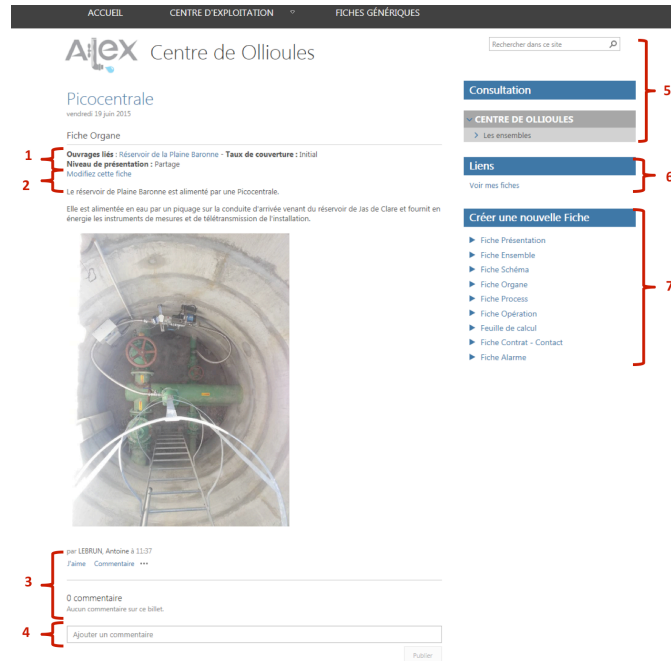 ACCUEIL CENTRE D'EXPLOITATION FICHES GÉNÉRIQUES
Alex Centre de Ollioules
Rechercher dans ce site
Picocentrale
vendredi 19 juin 2015
Fiche Organe
1
Ouvrages liés : Réservoir de la Plaine Baronne - Taux de couverture : Initial
Niveau de présentation : Partage
2
Modifiez cette fiche
Le réservoir de Plaine Baronne est alimenté par une Picocentrale.
Elle est alimentée en eau par un piquage sur la conduite d'arrivée venant du réservoir de Jas de Clare et fournit en
énergie les instruments de mesures et de télétransmission de l'installation.
par LEBRUN, Antoine à 11:37
J'aime Commentaire •••
3
0 commentaire
Aucun commentaire sur ce billet.
4
Ajouter un commentaire
Publier
Consultation
5
CENTRE DE OLLIOULES
Les ensembles
Liens
6
Voir mes fiches
Créer une nouvelle Fiche
Fiche Présentation
Fiche Ensemble
Fiche Schéma
Fiche Organe
7
Fiche Process
Fiche Opération
Feuille de calcul
Fiche Contrat - Contact
Fiche Alarme